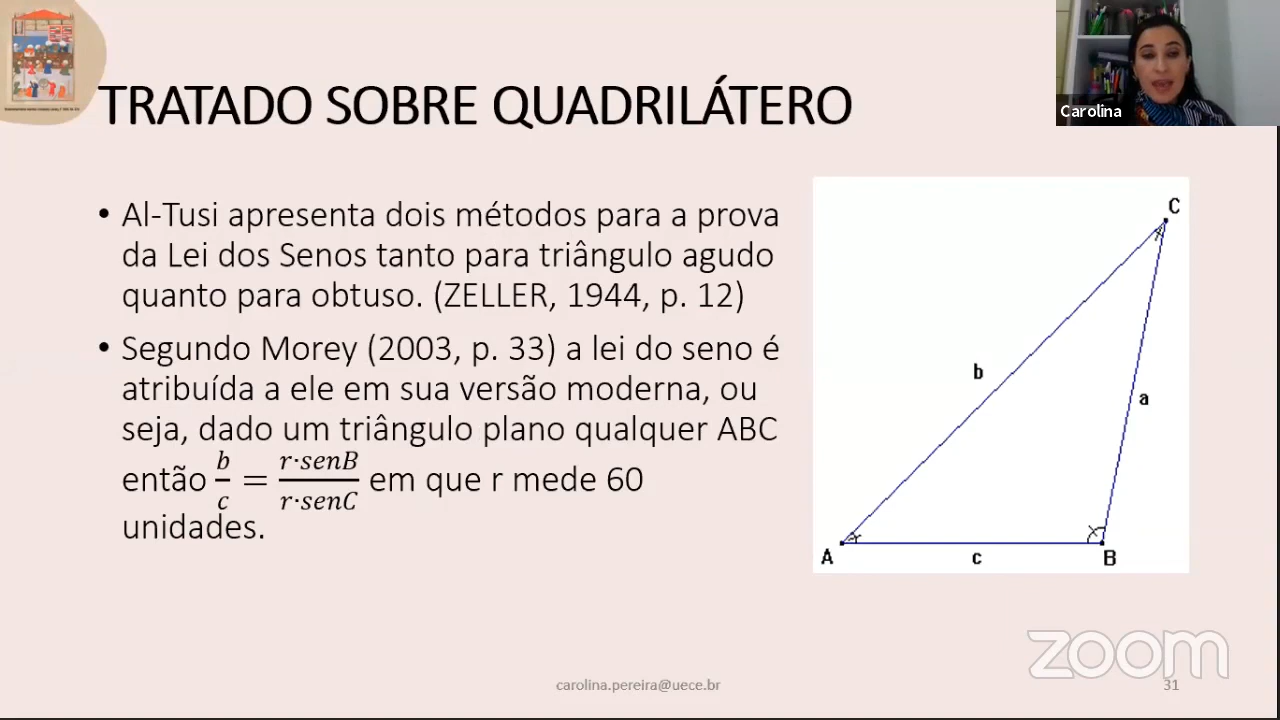 Carolina
TRATADO SOBRE QUADRILÁTERO
• Al-Tusi apresenta dois métodos para a prova
da Lei dos Senos tanto para triângulo agudo
quanto para obtuso. (ZELLER, 1944, p. 12)
• Segundo Morey (2003, p. 33) a lei do seno é
atribuída a ele em sua versão moderna, ou
seja, dado um triângulo plano qualquer ABC
então b/c = r·senB/r·senC em que r mede 60
unidades.
C
b
a
A
c
B
zoom
carolina.pereira@uece.br
31